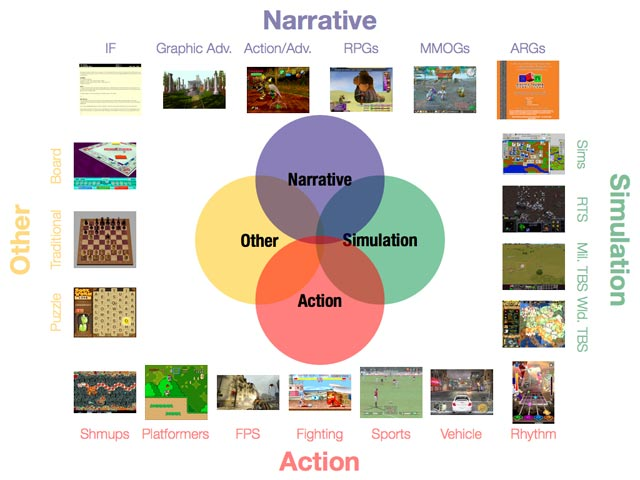 Narrative
IF
Graphic Adv.
Action/Adv.
RPGs
MMOGs
ARGs
Other
Board
Traditional
Puzzle
Narrative
Other
Simulation
Action
Sims
RTS
Mil. TBS
Wld. TBS
Simulation
Shmups
Platformers
FPS
Fighting
Sports
Vehicle
Rhythm
Action